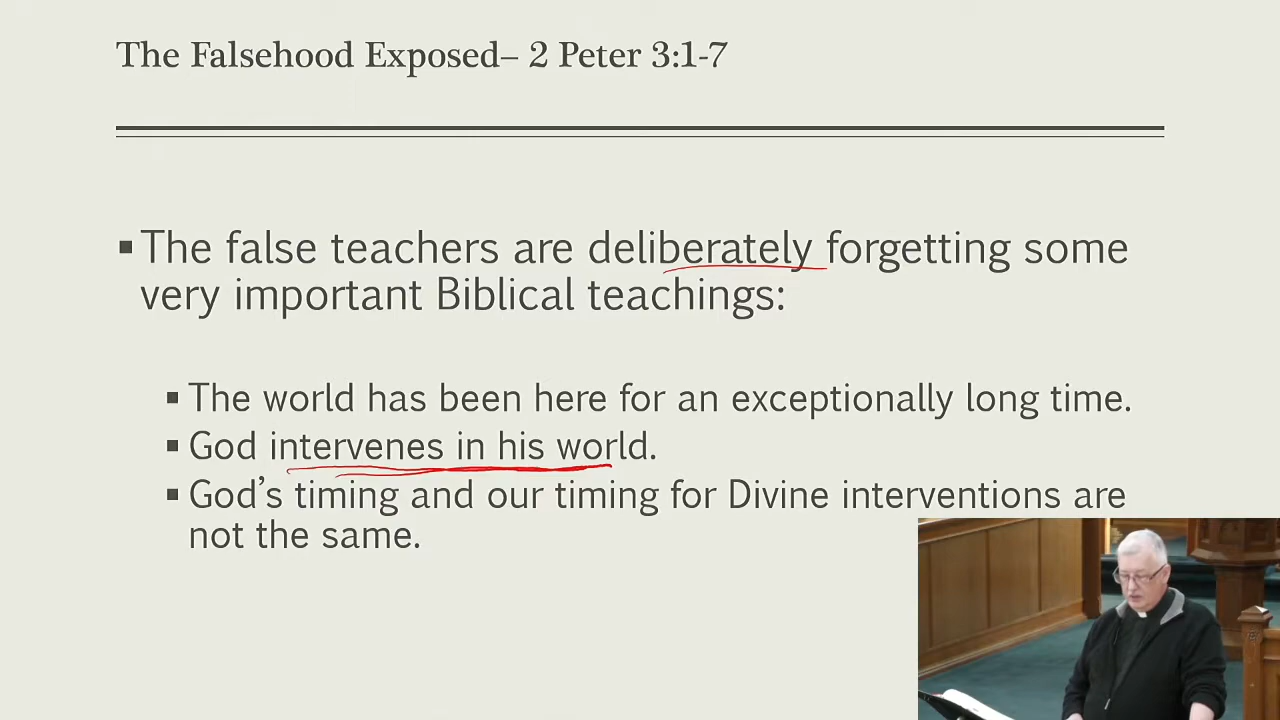 The Falsehood Exposed– 2 Peter 3:1-7
▪The false teachers are deliberately forgetting some
very important Biblical teachings:
▪The world has been here for an exceptionally long time.
▪God intervenes in his world.
▪God’s timing and our timing for Divine interventions are
not the same.